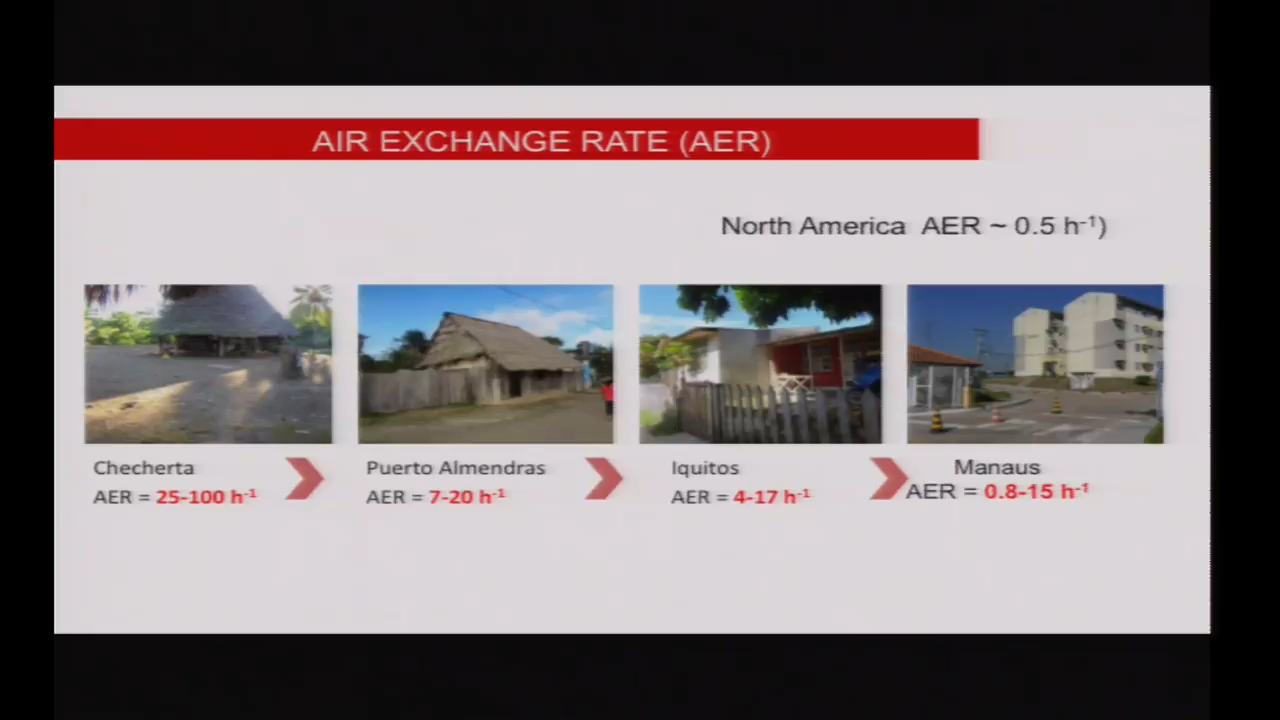 AIR EXCHANGE RATE (AER)
North America AER ~ 0.5 h⁻¹)
Checherta
AER = 25-100 h⁻¹
Puerto Almendras
AER = 7-20 h⁻¹
Iquitos
AER = 4-17 h⁻¹
Manaus
AER = 0.8-15 h⁻¹